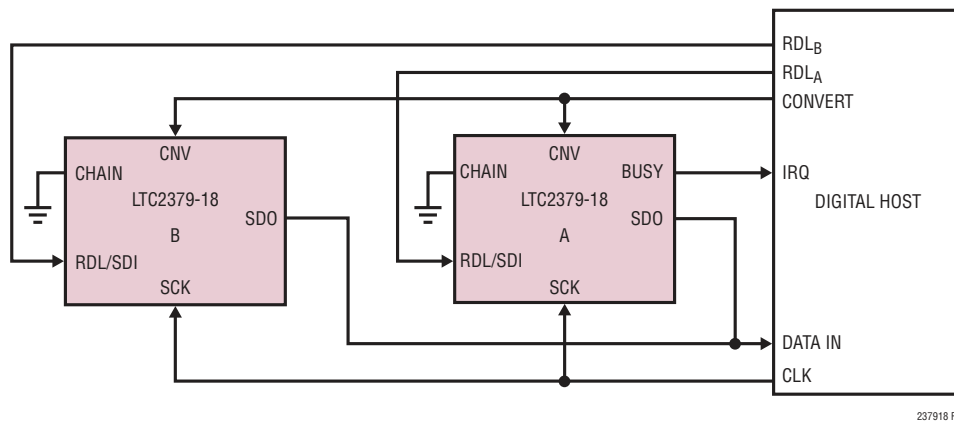 RDLB
RDLA
CONVERT
CNV
CHAIN
LTC2379-18
B
SDO
RDL/SDI
SCK
CNV
CHAIN
BUSY
LTC2379-18
SDO
A
RDL/SDI
SCK
IRQ
DIGITAL HOST
DATA IN
CLK
237918 F